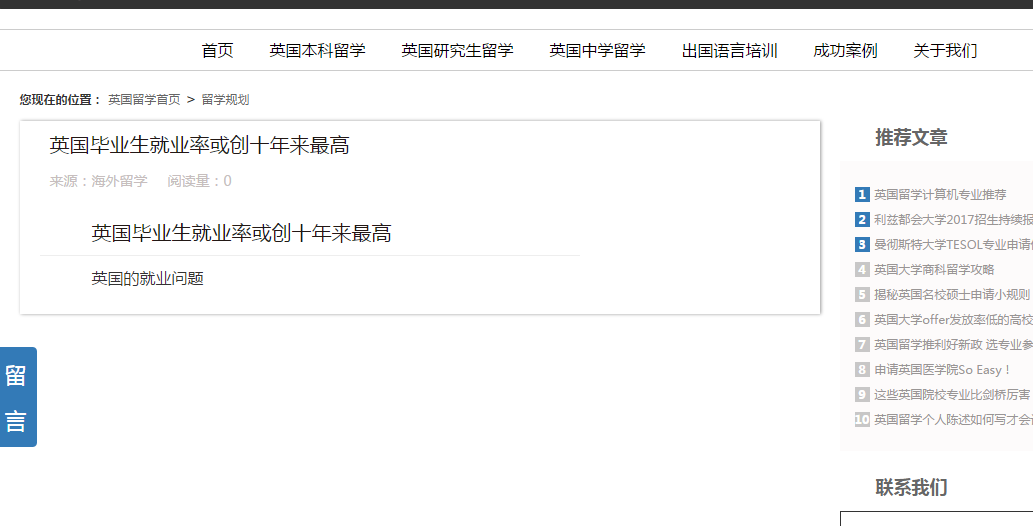 首页 英国本科留学 英国研究生留学 英国中学留学 出国语言培训 成功案例 关于我们
您现在的位置： 英国留学首页 > 留学规划
英国毕业生就业率或创十年来最高
来源：海外留学 阅读量：0
英国毕业生就业率或创十年来最高
英国的就业问题
留
言
推荐文章
1 英国留学计算机专业推荐
2 利兹都会大学2017招生持续报
3 曼彻斯特大学TESOL专业申请
4 英国大学商科留学攻略
5 揭秘英国名校硕士申请小规则
6 英国大学offer发放率低的高校
7 英国留学推利好新政 选专业参
8 申请英国医学院So Easy！
9 这些英国院校专业比剑桥厉害
10 英国留学个人陈述如何写才会
联系我们